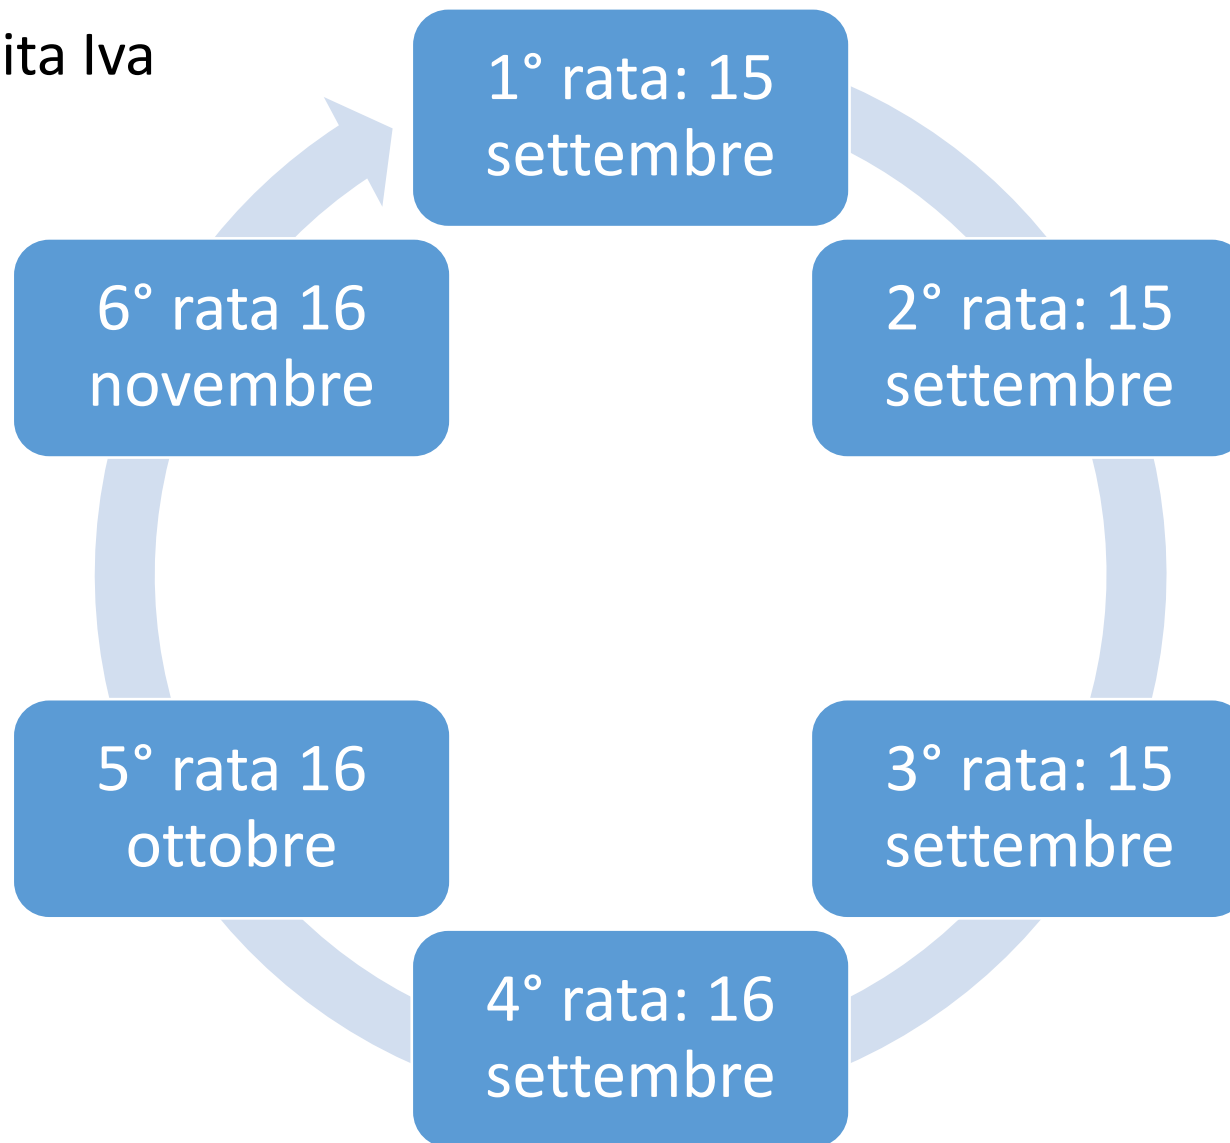 ita Iva
1° rata: 15
settembre
2° rata: 15
settembre
3° rata: 15
settembre
4° rata: 16
settembre
5° rata 16
ottobre
6° rata 16
novembre